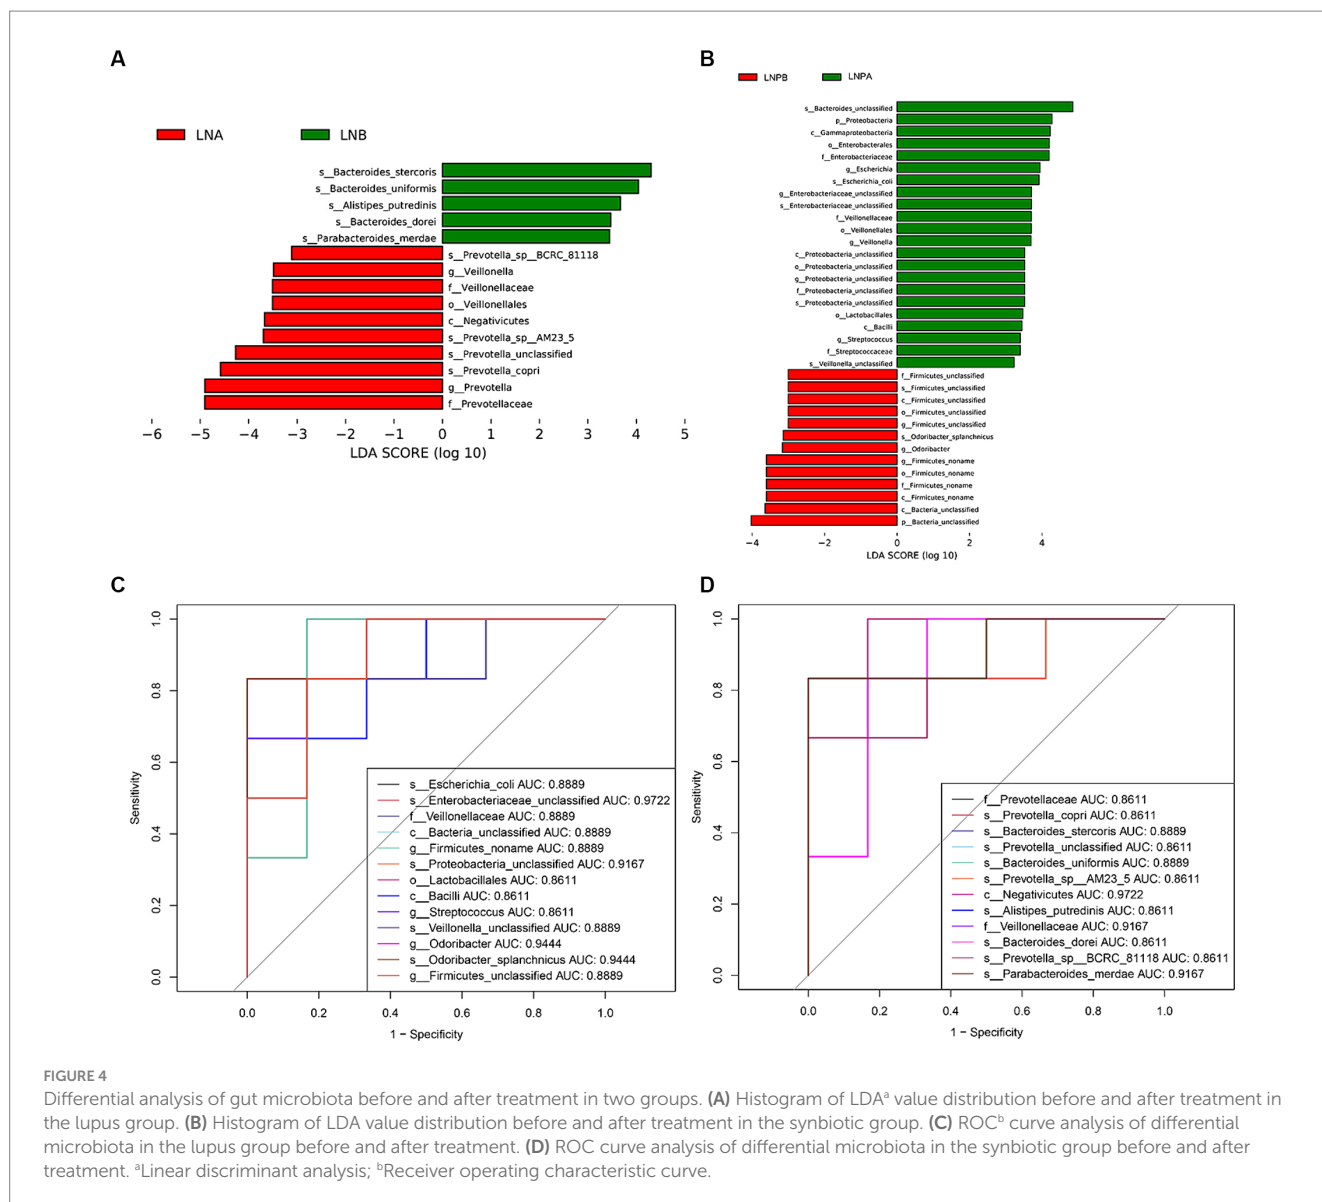 A
LNA
LNB
s__Bacteroides_stercoris
s__Bacteroides_uniformis
s__Alistipes_putredinis
s__Bacteroides_dorei
s__Parabacteroides_merdae
s__Prevotella_sp__BCRC_81118
g__Veillonella
f__Veillonellaceae
o__Veillonellales
c__Negativicutes
s__Prevotella_sp__AM23_5
s__Prevotella_unclassified
s__Prevotella_copri
g__Prevotella
f__Prevotellaceae
−6 −5 −4 −3 −2 −1 0 1 2 3 4 5
LDA SCORE (log 10)
B
LNPB
LNPA
s__Bacteroides_unclassified
p__Proteobacteria
c__Gammaproteobacteria
o__Enterobacterales
f__Enterobacteriaceae
g__Escherichia
s__Escherichia_coli
g__Enterobacteriaceae_unclassified
s__Enterobacteriaceae_unclassified
f__Veillonellaceae
o__Veillonellales
g__Veillonella
c__Proteobacteria_unclassified
o__Proteobacteria_unclassified
g__Proteobacteria_unclassified
f__Proteobacteria_unclassified
s__Proteobacteria_unclassified
o__Lactobacillales
c__Bacilli
g__Streptococcus
f__Streptococcaceae
s__Veillonella_unclassified
f__Firmicutes_unclassified
s__Firmicutes_unclassified
c__Firmicutes_unclassified
o__Firmicutes_unclassified
g__Firmicutes_unclassified
s__Odoribacter_splanchnicus
g__Odoribacter
g__Firmicutes_noname
o__Firmicutes_noname
f__Firmicutes_noname
c__Firmicutes_noname
c__Bacteria_unclassified
p__Bacteria_unclassified
−4 −2 0 2 4
LDA SCORE (log 10)
C
Sensitivity
1.0
0.8
0.6
0.4
0.2
0.0
s__Escherichia_coli AUC: 0.8889
s__Enterobacteriaceae_unclassified AUC: 0.9722
f__Veillonellaceae AUC: 0.8889
c__Bacteria_unclassified AUC: 0.8889
g__Firmicutes_noname AUC: 0.8889
s__Proteobacteria_unclassified AUC: 0.9167
o__Lactobacillales AUC: 0.8611
c__Bacilli AUC: 0.8611
g__Streptococcus AUC: 0.8611
s__Veillonella_unclassified AUC: 0.8889
g__Odoribacter AUC: 0.9444
s__Odoribacter_splanchnicus AUC: 0.9444
g__Firmicutes_unclassified AUC: 0.8889
0.0 0.2 0.4 0.6 0.8 1.0
1 − Specificity
D
Sensitivity
1.0
0.8
0.6
0.4
0.2
0.0
f__Prevotellaceae AUC: 0.8611
s__Prevotella_copri AUC: 0.8611
s__Bacteroides_stercoris AUC: 0.8889
s__Prevotella_unclassified AUC: 0.8611
s__Bacteroides_uniformis AUC: 0.8889
s__Prevotella_sp__AM23_5 AUC: 0.8611
c__Negativicutes AUC: 0.9722
s__Alistipes_putredinis AUC: 0.8611
f__Veillonellaceae AUC: 0.9167
s__Bacteroides_dorei AUC: 0.8611
s__Prevotella_sp__BCRC_81118 AUC: 0.8611
s__Parabacteroides_merdae AUC: 0.9167
0.0 0.2 0.4 0.6 0.8 1.0
1 − Specificity
FIGURE 4
Differential analysis of gut microbiota before and after treatment in two groups. (A) Histogram of LDAᵃ value distribution before and after treatment in
the lupus group. (B) Histogram of LDA value distribution before and after treatment in the synbiotic group. (C) ROCᵇ curve analysis of differential
microbiota in the lupus group before and after treatment. (D) ROC curve analysis of differential microbiota in the synbiotic group before and after
treatment. ᵃLinear discriminant analysis; ᵇReceiver operating characteristic curve.